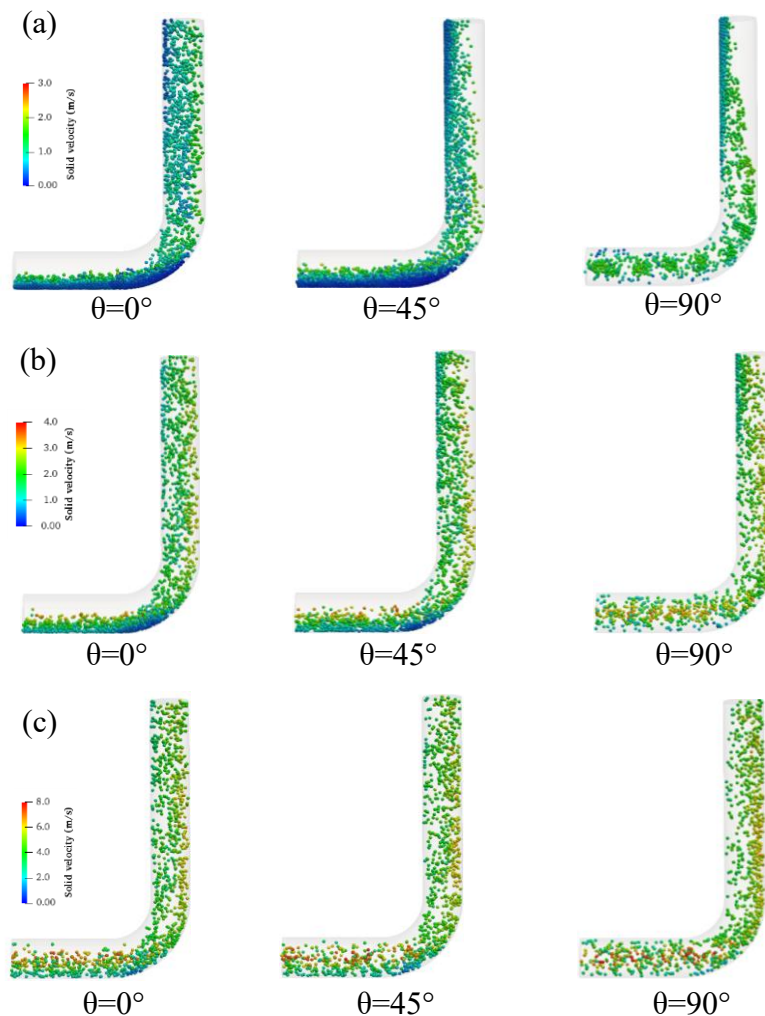 (a)
3.0
2.0
1.0
0.00
Solid velocity (m/s)
θ=0°
θ=45°
θ=90°
(b)
4.0
3.0
2.0
1.0
0.00
Solid velocity (m/s)
θ=0°
θ=45°
θ=90°
(c)
8.0
6.0
4.0
2.0
0.00
Solid velocity (m/s)
θ=0°
θ=45°
θ=90°